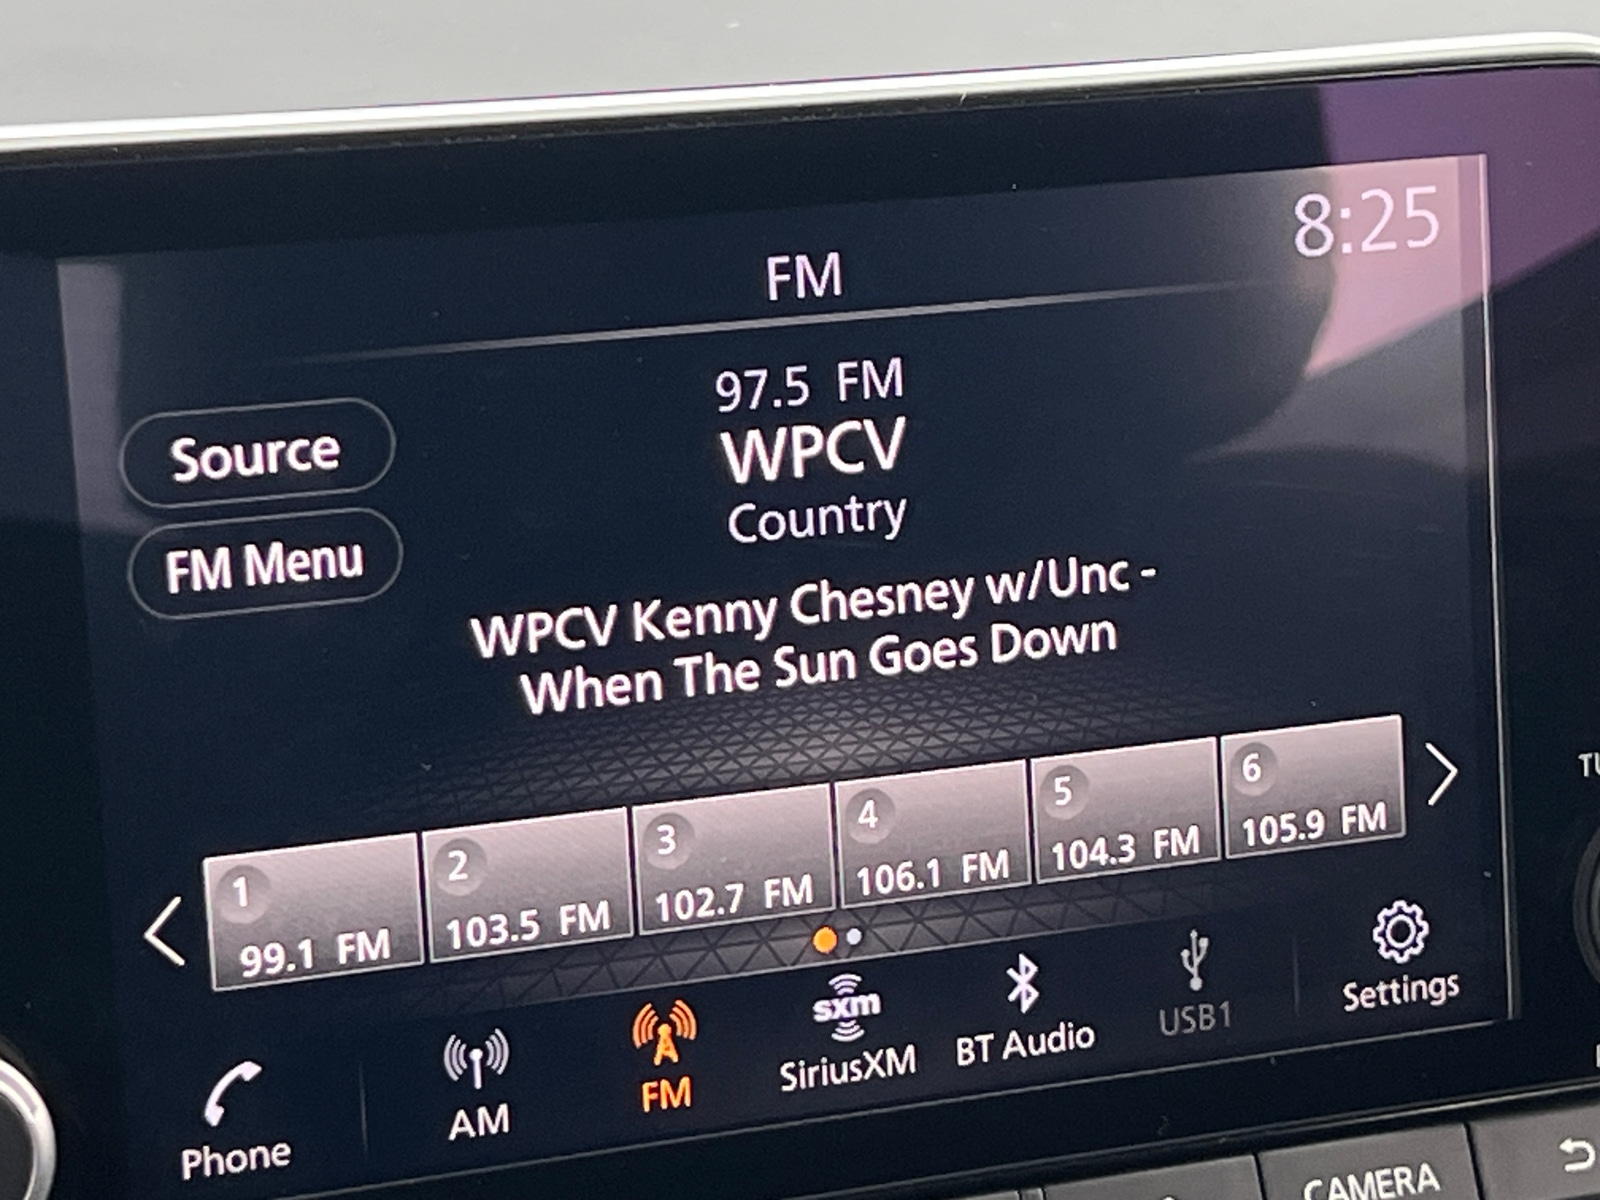 8:25
FM
97.5 FM
WPCV
Country
Source
FM Menu
WPCV Kenny Chesney w/Unc -
When The Sun Goes Down
1
99.1 FM
2
103.5 FM
3
102.7 FM
4
106.1 FM
5
104.3 FM
6
105.9 FM
Phone
AM
FM
sxm
SiriusXM
BT Audio
USB1
Settings
CAMERA